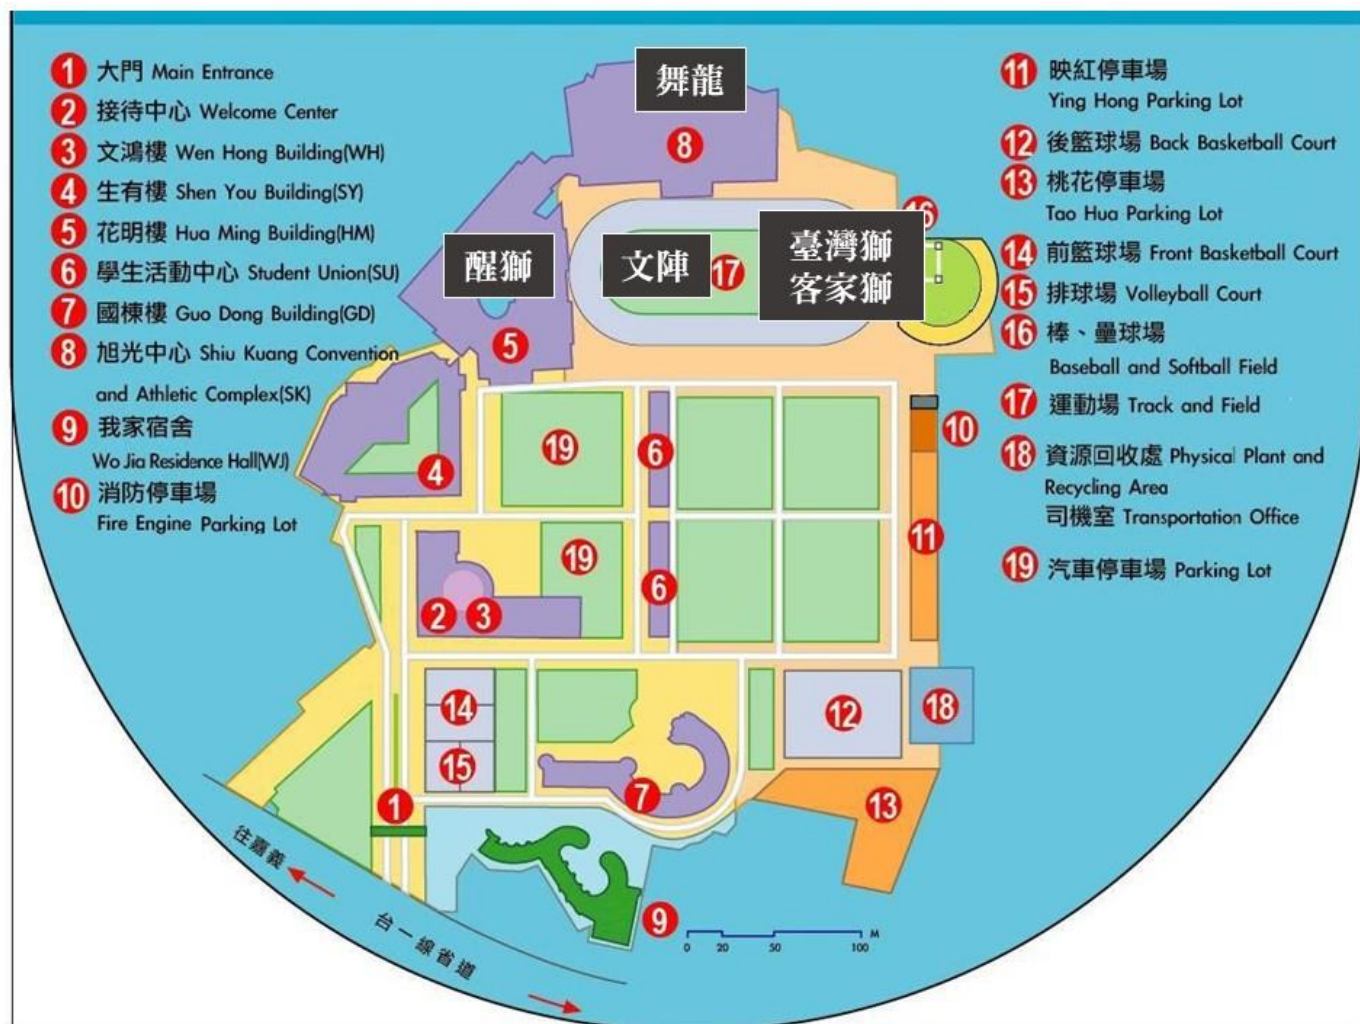 1 大門 Main Entrance
2 接待中心 Welcome Center
3 文鴻樓 Wen Hong Building(WH)
4 生有樓 Shen You Building(SY)
5 花明樓 Hua Ming Building(HM)
6 學生活動中心 Student Union(SU)
7 國棟樓 Guo Dong Building(GD)
8 旭光中心 Shiu Kuang Convention
and Athletic Complex(SK)
9 我家宿舍
Wo Jia Residence Hall(WJ)
10 消防停車場
Fire Engine Parking Lot
11 映紅停車場
Ying Hong Parking Lot
12 後籃球場 Back Basketball Court
13 桃花停車場
Tao Hua Parking Lot
14 前籃球場 Front Basketball Court
15 排球場 Volleyball Court
16 棒、壘球場
Baseball and Softball Field
17 運動場 Track and Field
18 資源回收處 Physical Plant and
Recycling Area
司機室 Transportation Office
19 汽車停車場 Parking Lot
舞龍
8
16
醒獅
文陣
17
臺灣獅
客家獅
5
4
19
6
10
19
6
11
2
3
14
12
18
15
7
1
13
9
往嘉義
台一線省道
0 20 50 100 M